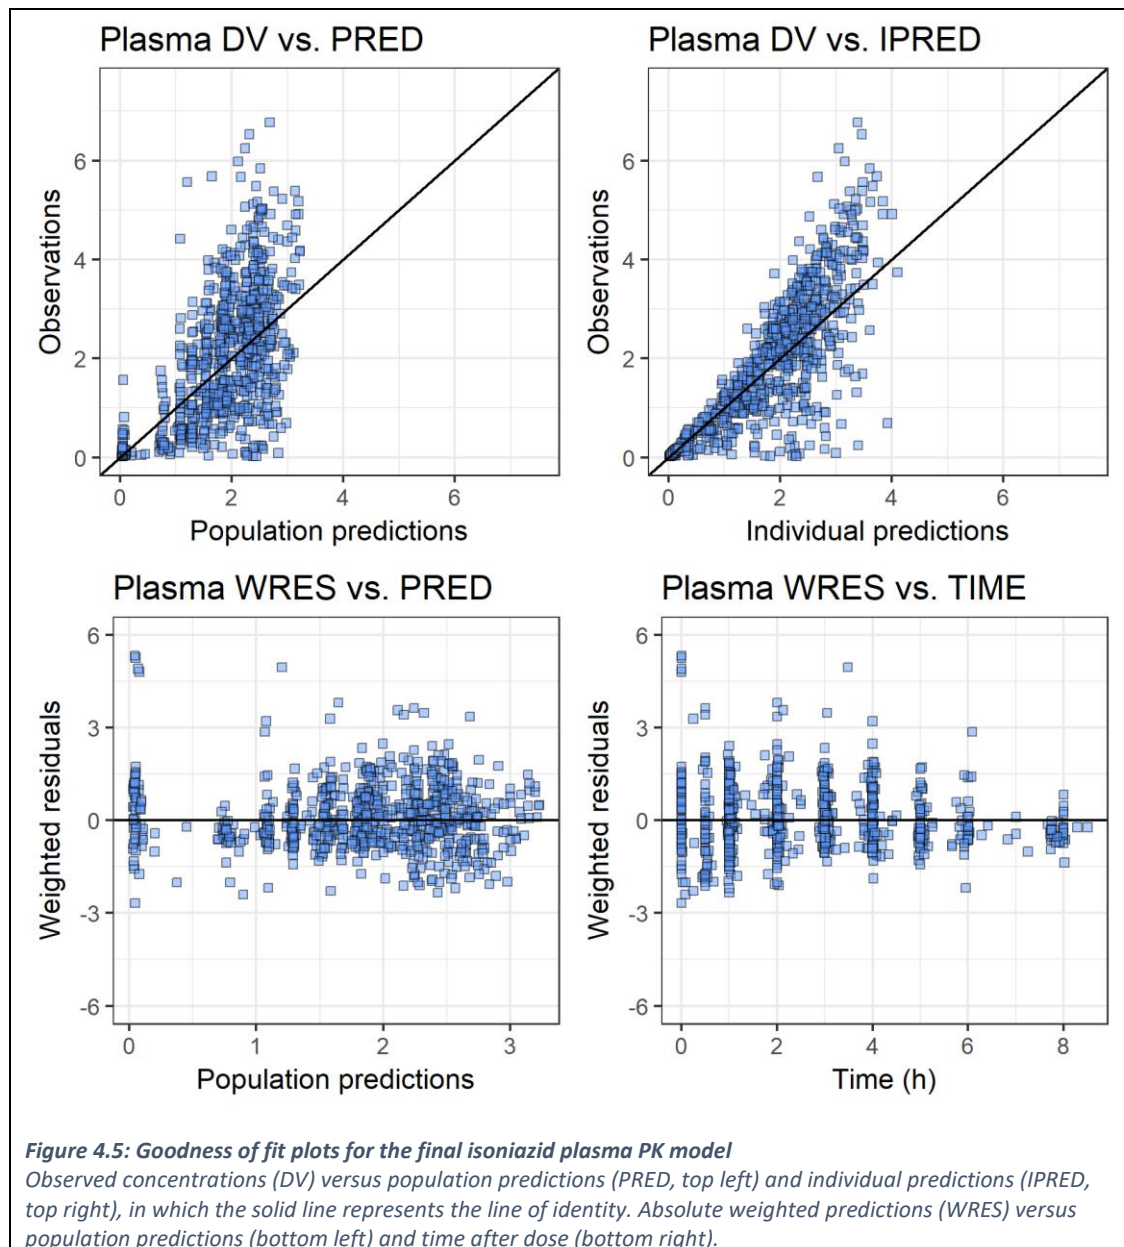 Plasma DV vs. PRED
Observations
6
4
2
0
0 2 4 6
Population predictions
Plasma DV vs. IPRED
Observations
6
4
2
0
0 2 4 6
Individual predictions
Plasma WRES vs. PRED
Weighted residuals
6
3
0
-3
-6
0 1 2 3
Population predictions
Plasma WRES vs. TIME
Weighted residuals
6
3
0
-3
-6
0 2 4 6 8
Time (h)
Figure 4.5: Goodness of fit plots for the final isoniazid plasma PK model
Observed concentrations (DV) versus population predictions (PRED, top left) and individual predictions (IPRED,
top right), in which the solid line represents the line of identity. Absolute weighted predictions (WRES) versus
population predictions (bottom left) and time after dose (bottom right).